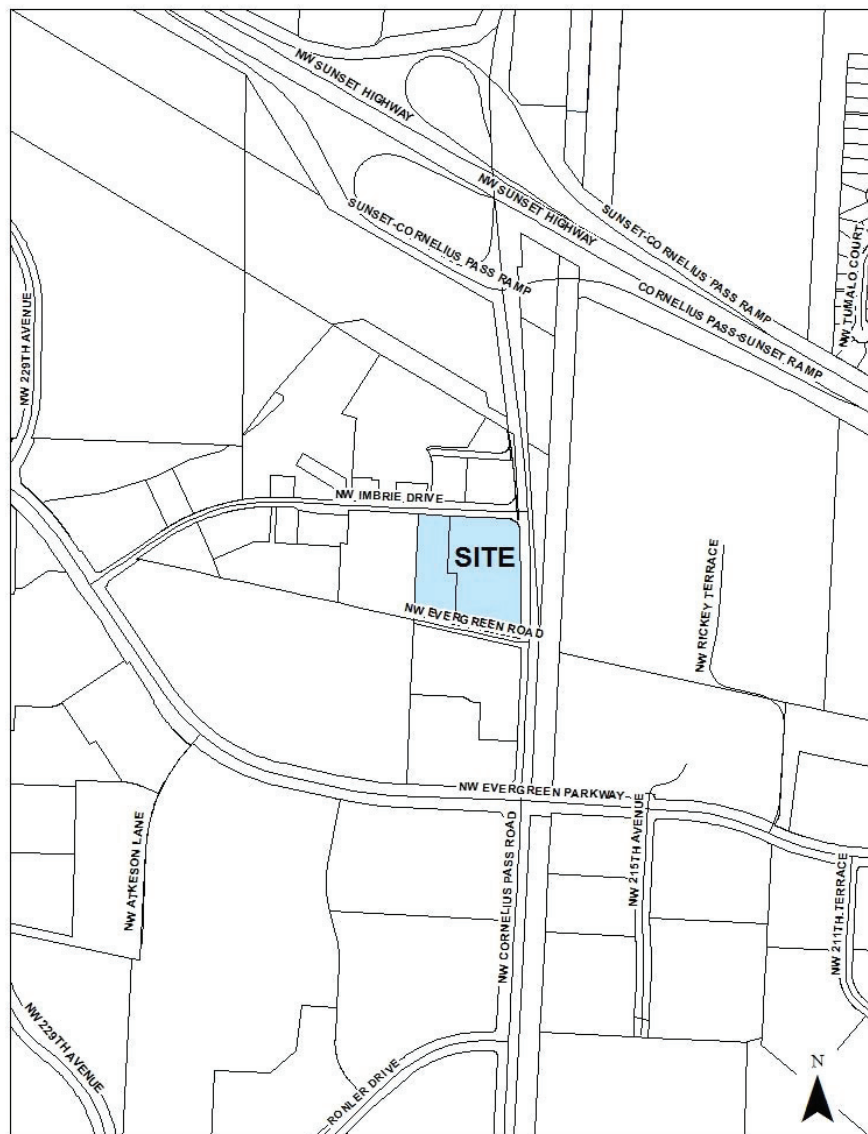 NW SUNSET HIGHWAY
NW SUNSET HIGHWAY
SUNSET-CORNELIUS PASS RAMP
SUNSET-CORNELIUS PASS RAMP
CORNELIUS PASS-SUNSET RAMP
NW TUMALO COURT
NW 229TH AVENUE
NW IMBRIE DRIVE
SITE
NW EVERGREEN ROAD
NW RICKEY TERRACE
NW EVERGREEN PARKWAY
NW ATKESON LANE
NW CORNELIUS PASS ROAD
NW 215TH AVENUE
NW 211TH TERRACE
NW 229TH AVENUE
RONLER DRIVE
N